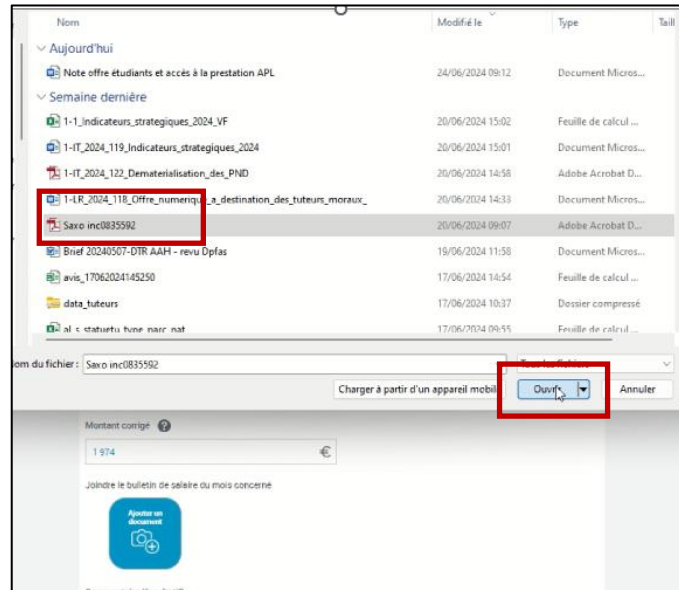 Nom Modifié le Type Taill
Aujourd'hui
Note offre étudiants et accès à la prestation APL 24/06/2024 09:12 Document Micros...
Semaine dernière
1-1_Indicateurs_strategiques_2024_VF 20/06/2024 15:02 Feuille de calcul ...
1-IT_2024_119_Indicateurs_strategiques_2024 20/06/2024 15:01 Document Micros...
1-IT_2024_122_Dematerialisation_des_PND 20/06/2024 14:58 Adobe Acrobat D...
1-LR_2024_118_Offre_numerique_a_destination_des_tuteurs_moraux_ 20/06/2024 14:33 Document Micros...
Saxo inc0835592 20/06/2024 09:07 Adobe Acrobat D...
Brief 20240507-DTR AAH - revu Dpfas 19/06/2024 11:58 Document Micros...
avis_17062024145250 17/06/2024 14:54 Feuille de calcul ...
data_tuteurs 17/06/2024 10:37 Dossier compressé
17/06/2024 09:55 Feuille de calcul ...
om du fichier : Saxo inc0835592
Charger à partir d'un appareil mobil Annuler
Montant corrigé ?
1 974 €
Joindre le bulletin de salaire du mois concerné
Ajouter un
document